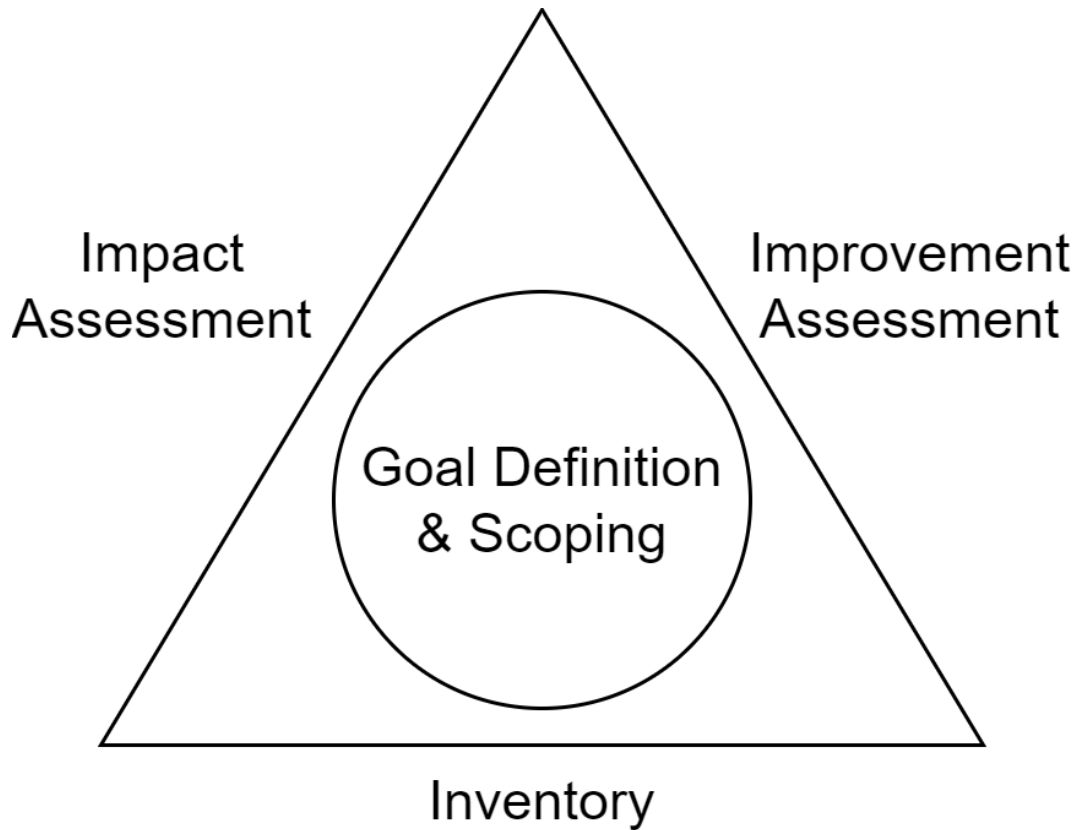 Impact
Assessment
Improvement
Assessment
Goal Definition
& Scoping
Inventory